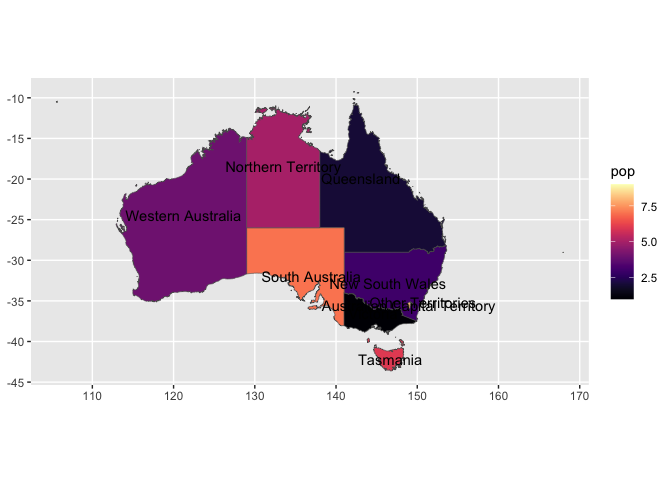 -10
-15
-20
-25
-30
-35
-40
-45
Northern Territory
Queensland
Western Australia
South Australia
New South Wales
Other Territories
Australian Capital Territory
Tasmania
110
120
130
140
150
160
170
pop
7.5
5.0
2.5